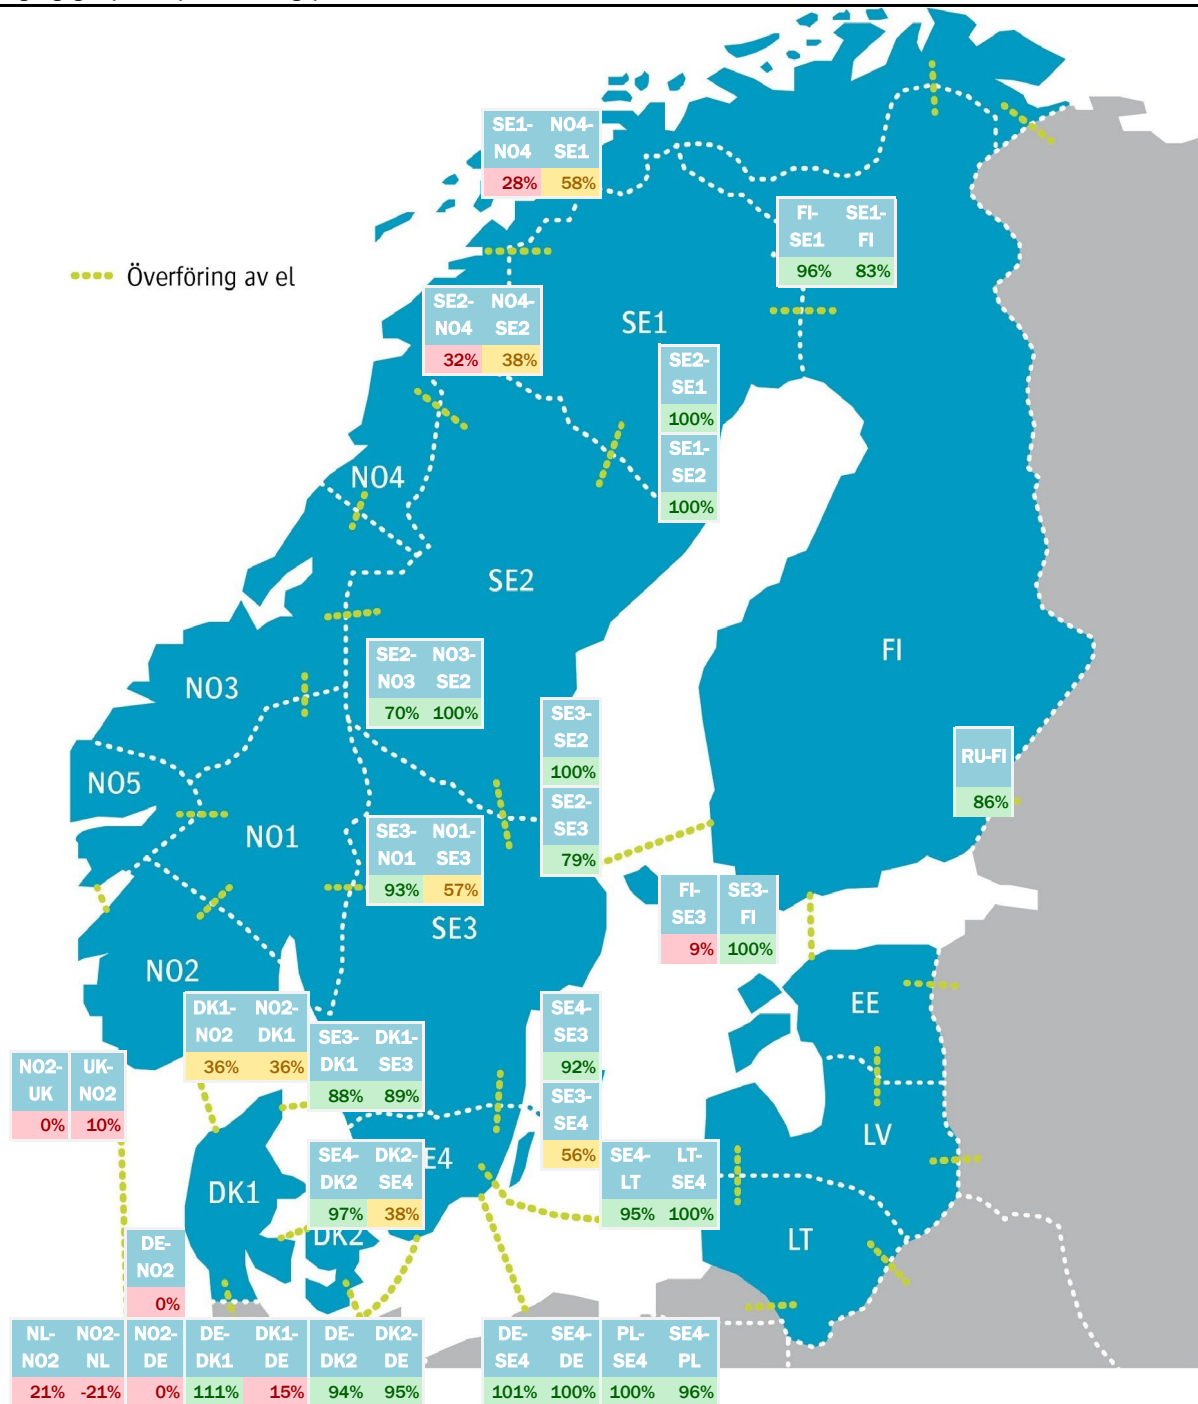 SE1- NO4-
NO4 SE1
28% 58%
FI- SE1-
SE1 FI
96% 83%
Överföring av el
SE2- NO4-
NO4 SE2
32% 38%
SE1
SE2-
SE1
100%
SE1-
SE2
100%
NO4
SE2
FI
SE2- NO3-
NO3 SE2
70% 100%
NO3
SE3-
SE2
100%
SE2-
SE3
79%
RU-FI
86%
NO5
NO1
SE3- NO1-
NO1 SE3
93% 57%
SE3
FI- SE3-
SE3 FI
9% 100%
NO2
EE
DK1- NO2-
NO2 DK1
36% 36%
SE3- DK1-
DK1 SE3
88% 89%
SE4-
SE3
92%
SE3-
SE4
56%
NO2- UK-
UK NO2
0% 10%
LV
SE4- DK2-
DK2 SE4
97% 38%
E4
SE4- LT-
LT SE4
95% 100%
DK1
DK2
LT
DE-
NO2
0%
NL- NO2- NO2- DE- DK1- DE- DK2- DE- SE4- PL- SE4-
NO2 NL DE DK1 DE DK2 DE SE4 DE SE4 PL
21% -21% 0% 111% 15% 94% 95% 101% 100% 100% 96%